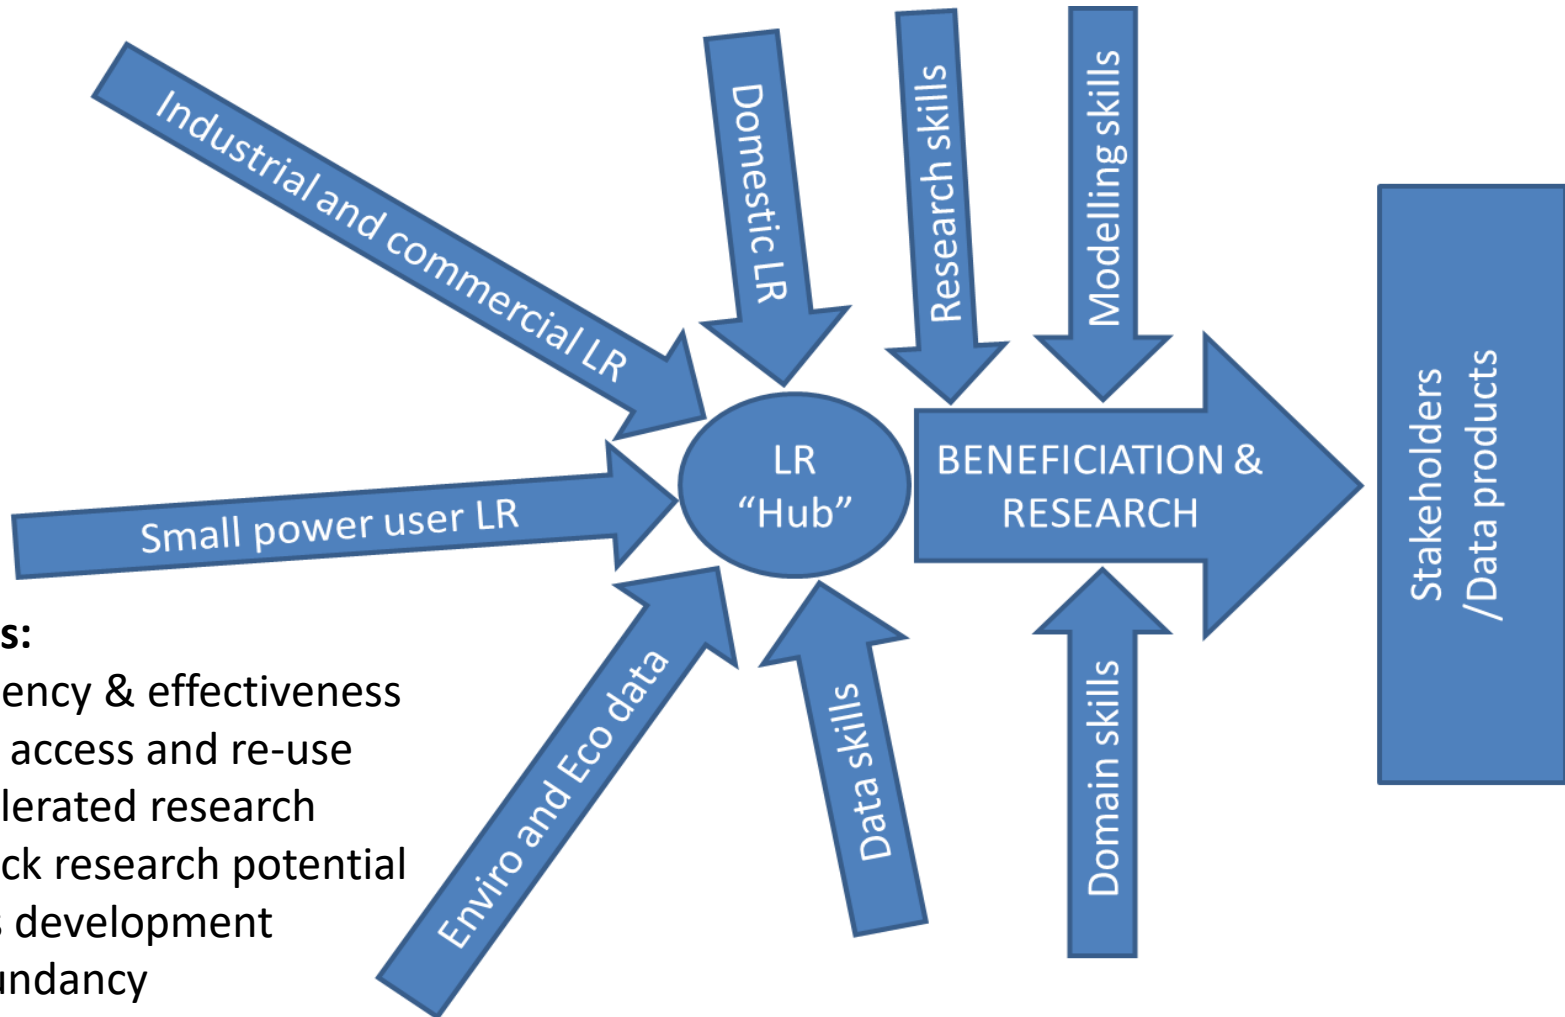 Industrial and commercial LR
Domestic LR
Research skills
Modelling skills
Small power user LR
LR
“Hub”
BENEFICIATION &
RESEARCH
Stakeholders
/Data products
Enviro and Eco data
Data skills
Domain skills
s:
ency & effectiveness
access and re-use
lerated research
ck research potential
s development
undancy